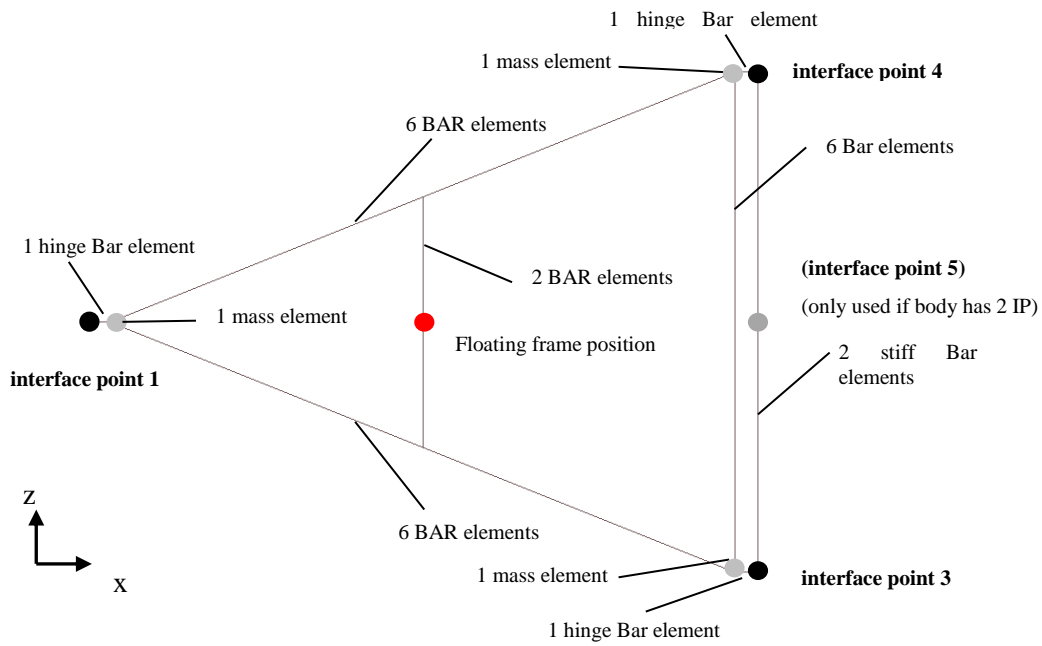 1 hinge Bar element
1 mass element
interface point 4
6 BAR elements
6 Bar elements
1 hinge Bar element
(interface point 5)
2 BAR elements
(only used if body has 2 IP)
1 mass element
Floating frame position
2 stiff Bar
elements
interface point 1
z
6 BAR elements
1 mass element
interface point 3
x
1 hinge Bar element